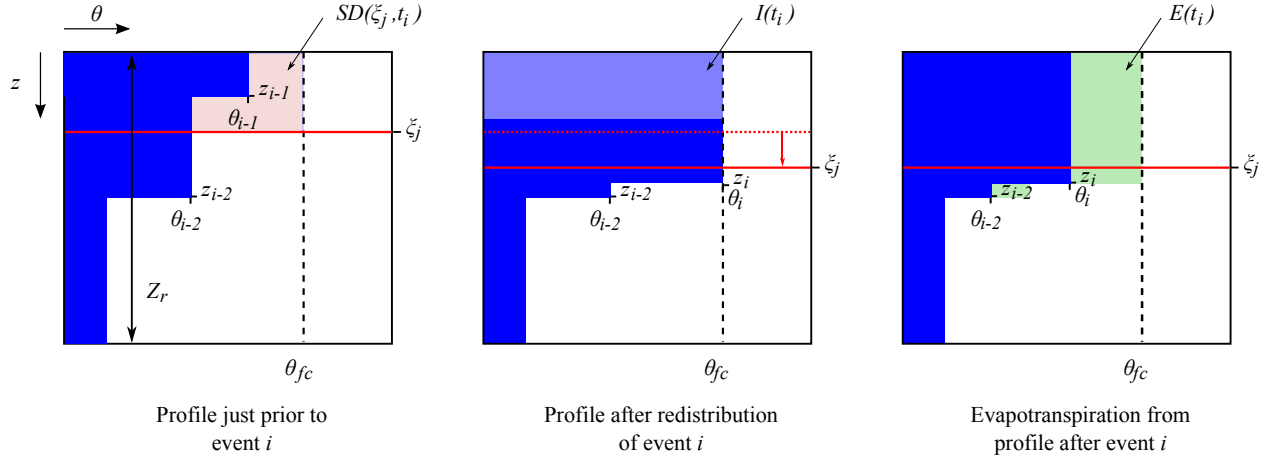 θ
SD(ξj ,ti)
z
zi-1
θi-1
ξj
zi-2
θi-2
Zr
θfc
Profile just prior to
event i
I(ti)
ξj
zi-2
zi
θi
θi-2
θfc
Profile after redistribution
of event i
E(ti)
ξj
zi
zi-2
θi
θi-2
θfc
Evapotranspiration from
profile after event i